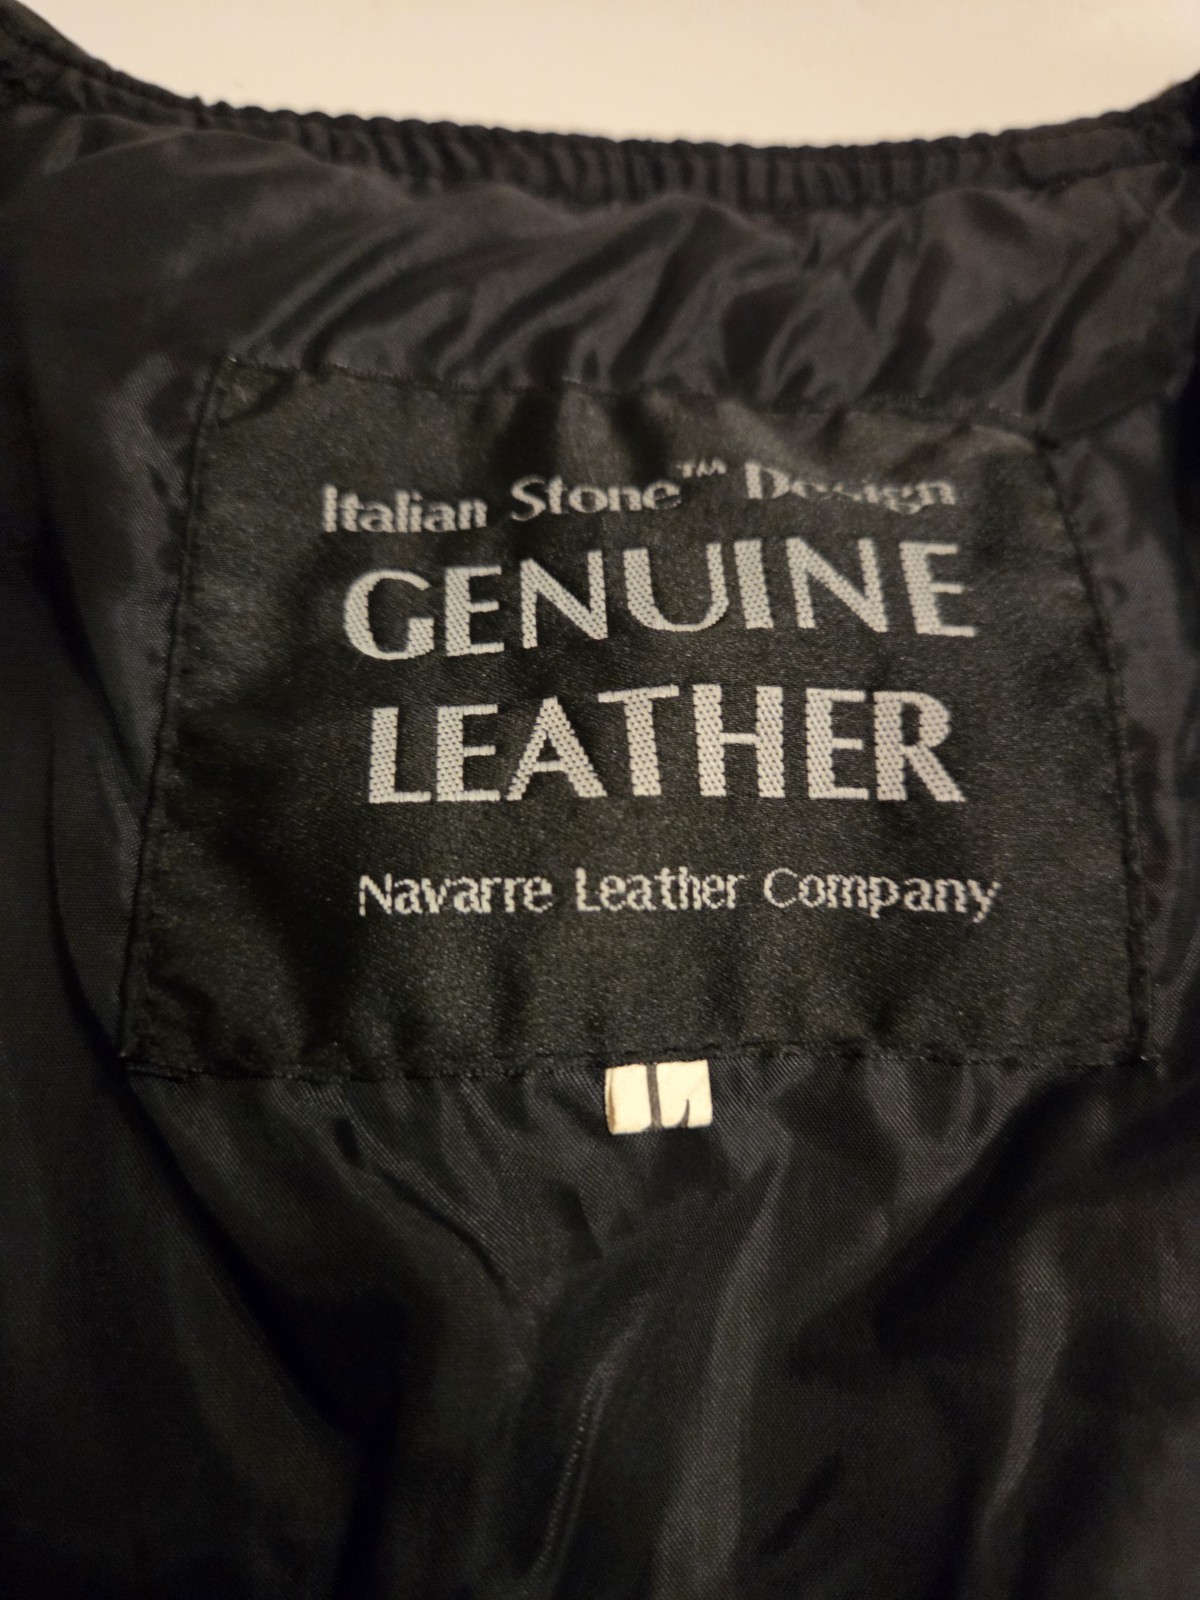 Italian Stone™ Design
GENUINE
LEATHER
Navarre Leather Company